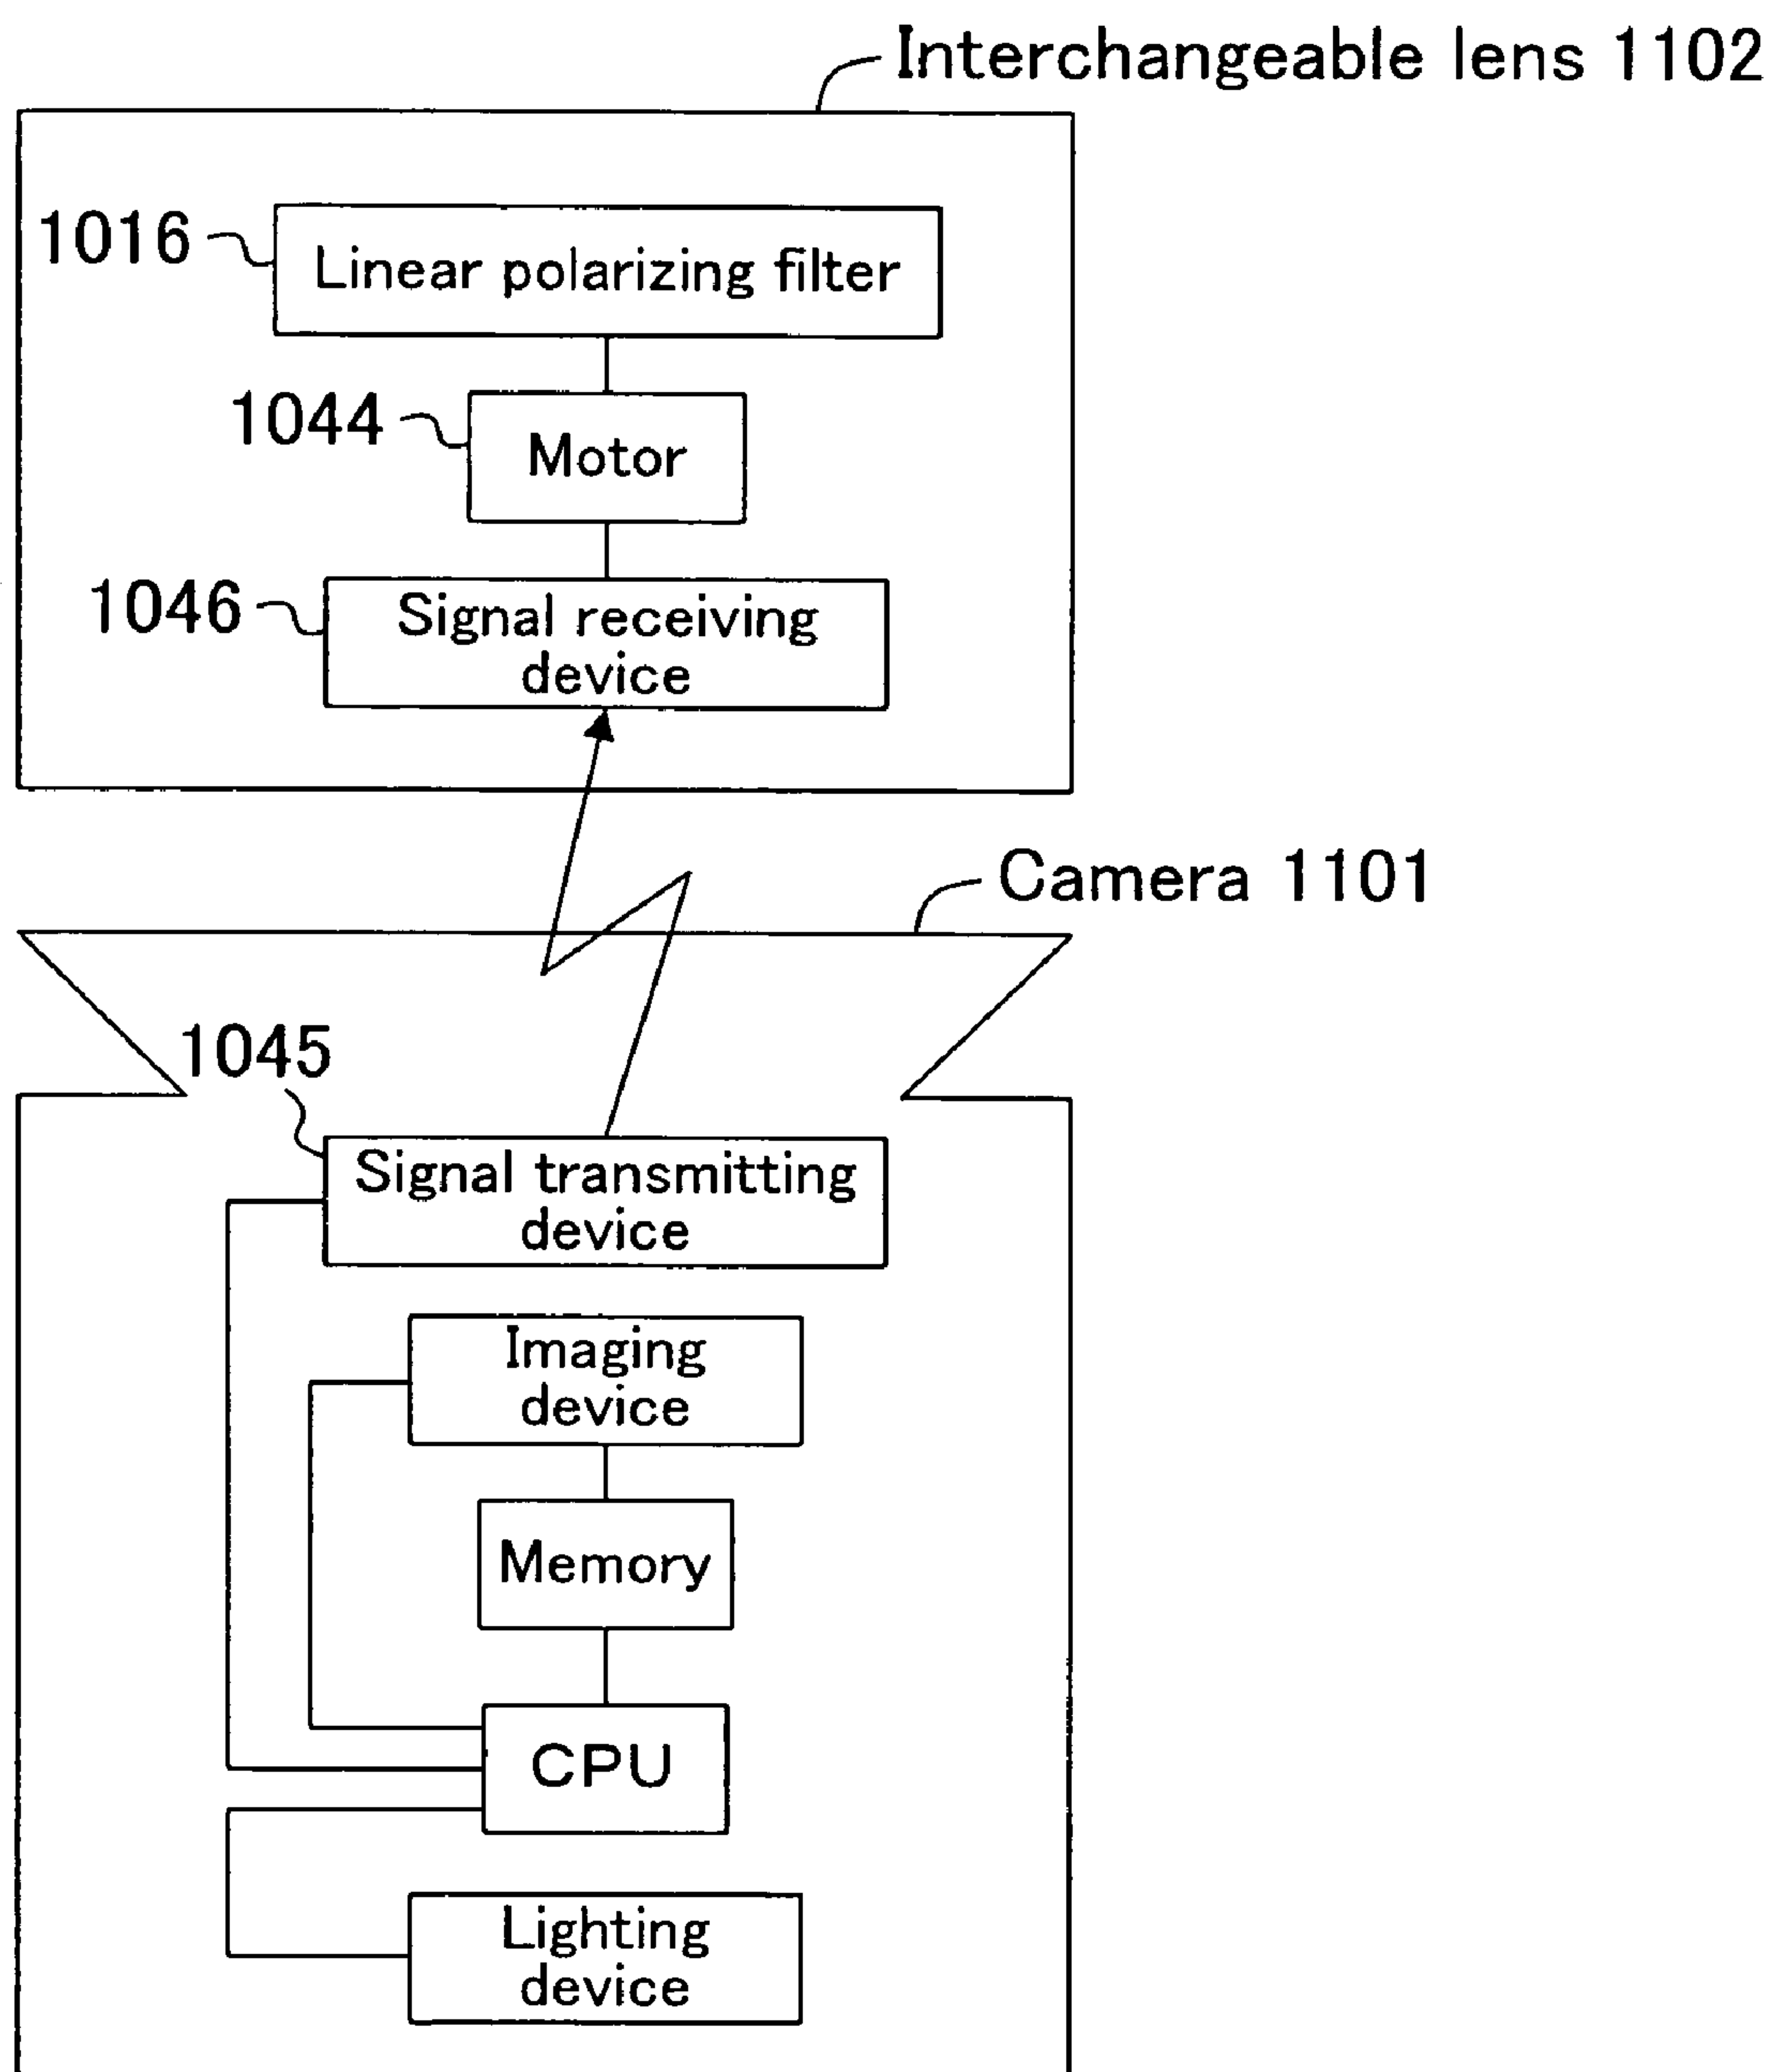 Interchangeable lens 1102
1016
Linear polarizing filter
1044
Motor
1046
Signal receiving
device
Camera 1101
1045
Signal transmitting
device
Imaging
device
Memory
CPU
Lighting
device